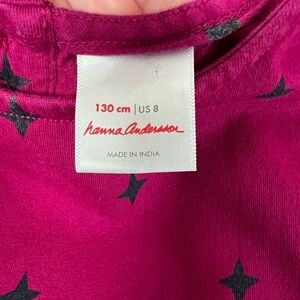 130 cm | US 8
hanna Andersson
MADE IN INDIA